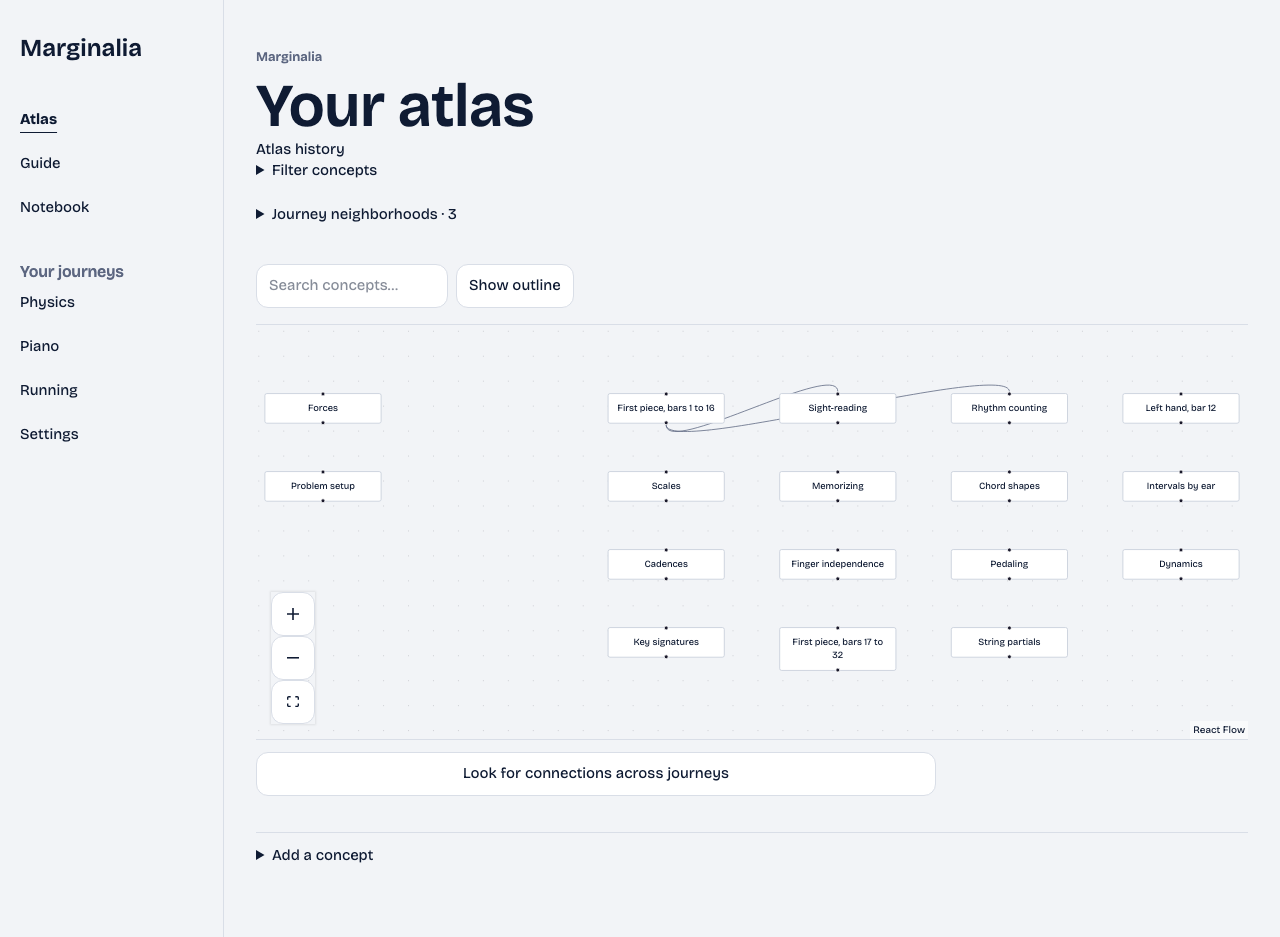 Marginalia
Atlas
Guide
Notebook
Your journeys
Physics
Piano
Running
Settings
Marginalia
Your atlas
Atlas history
Filter concepts
Journey neighborhoods · 3
Search concepts...
Show outline
Forces
First piece, bars 1 to 16
Sight-reading
Rhythm counting
Left hand, bar 12
Problem setup
Scales
Memorizing
Chord shapes
Intervals by ear
Cadences
Finger independence
Pedaling
Dynamics
Key signatures
First piece, bars 17 to
32
String partials
React Flow
Look for connections across journeys
Add a concept